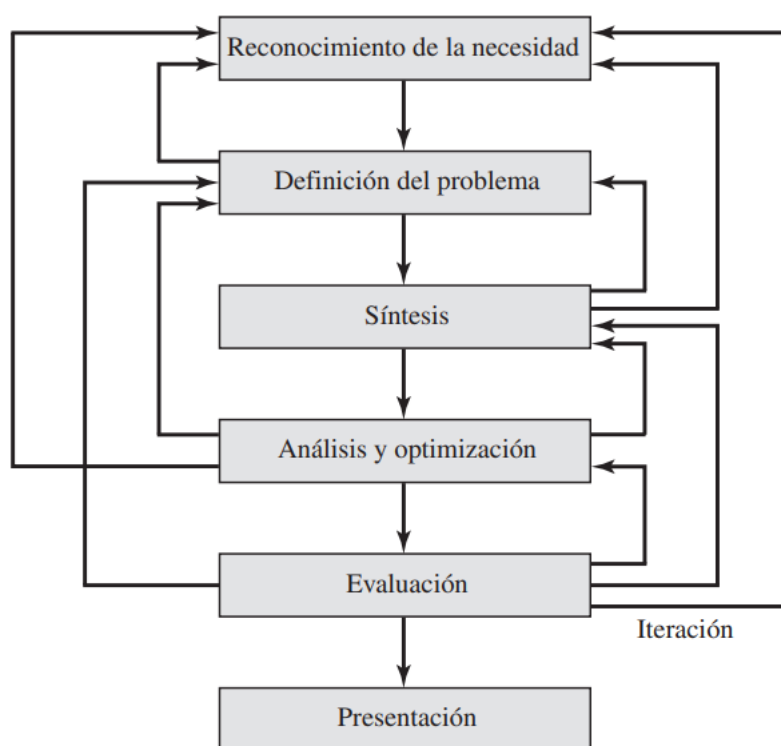 Reconocimiento de la necesidad
Definición del problema
Síntesis
Análisis y optimización
Evaluación
Iteración
Presentación